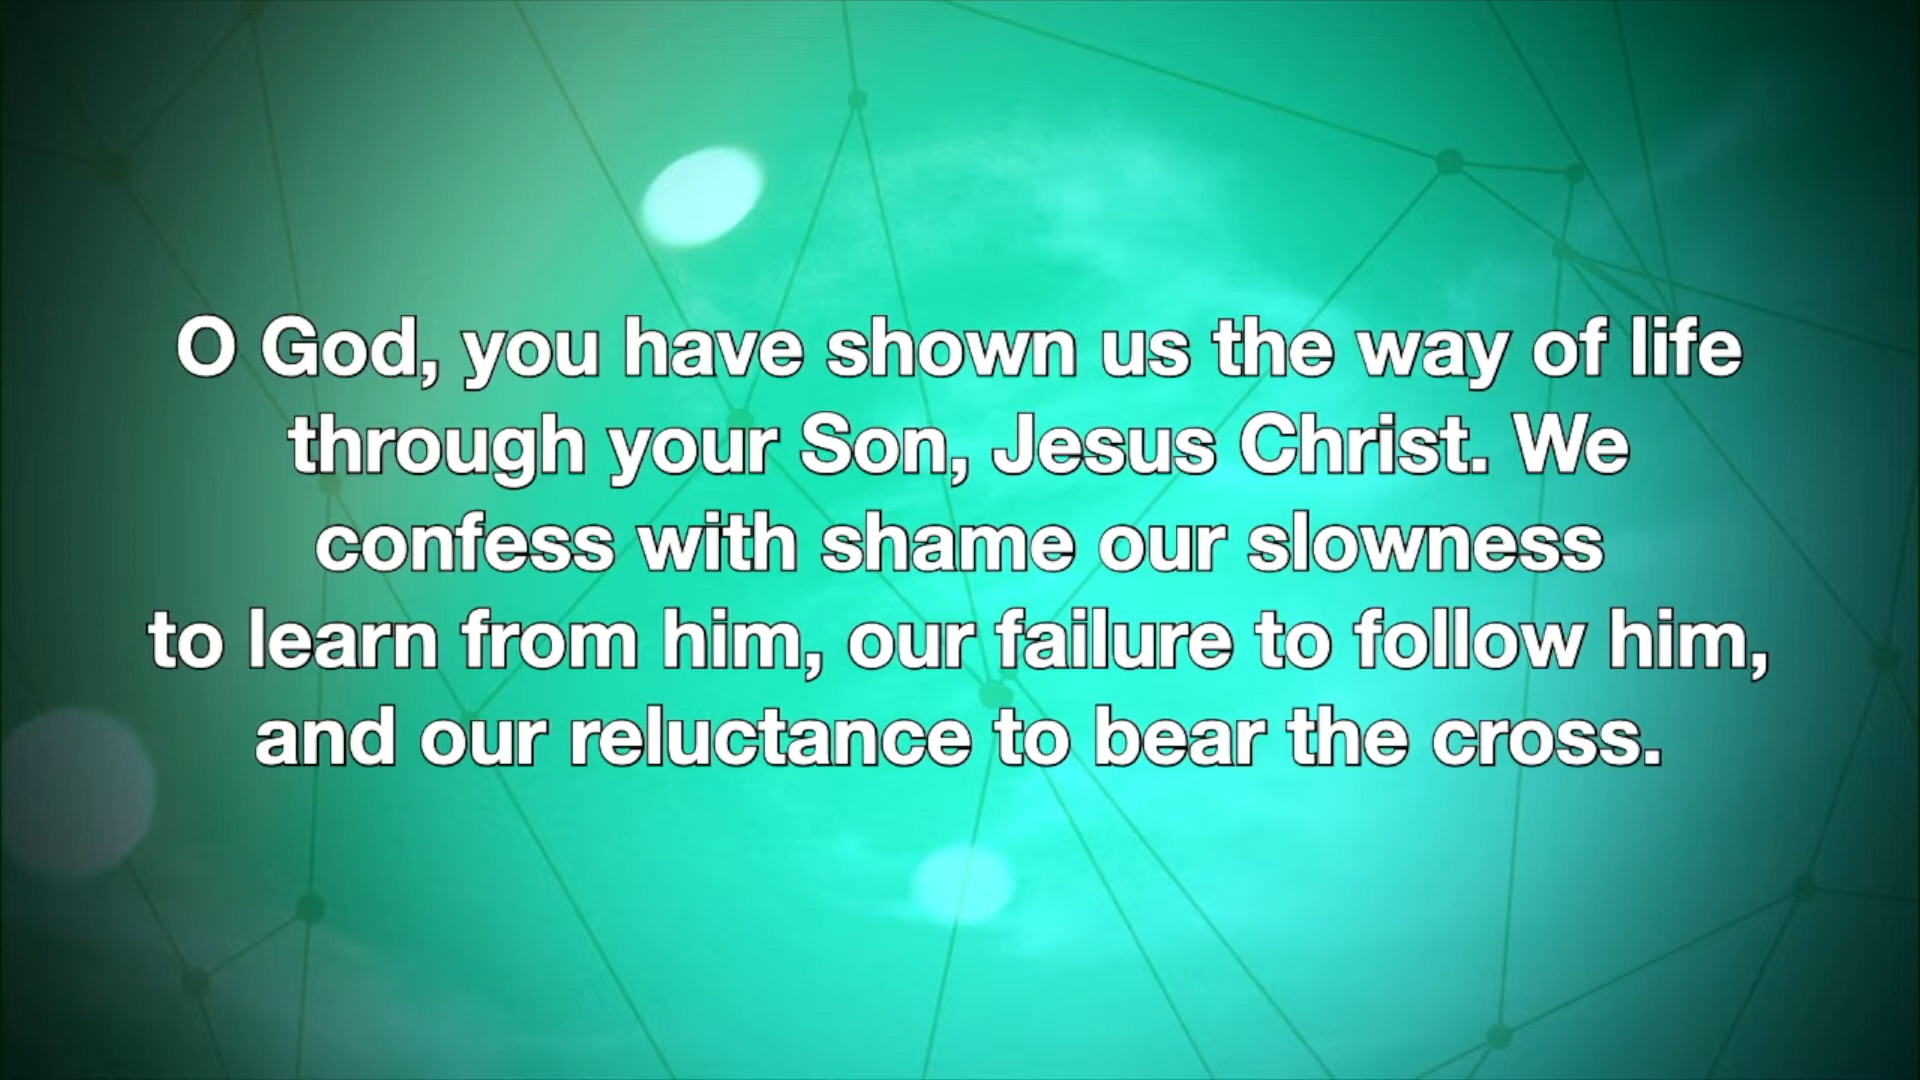 O God, you have shown us the way of life
through your Son, Jesus Christ. We
confess with shame our slowness
to learn from him, our failure to follow him,
and our reluctance to bear the cross.